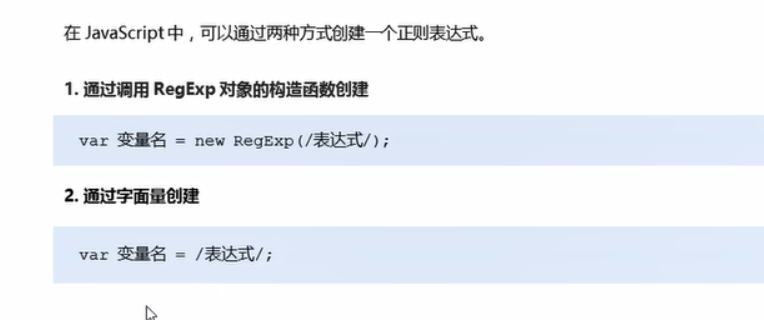 在 JavaScript 中，可以通过两种方式创建一个正则表达式。
1. 通过调用 RegExp 对象的构造函数创建
var 变量名 = new RegExp(/表达式/);
2. 通过字面量创建
var 变量名 = /表达式/;